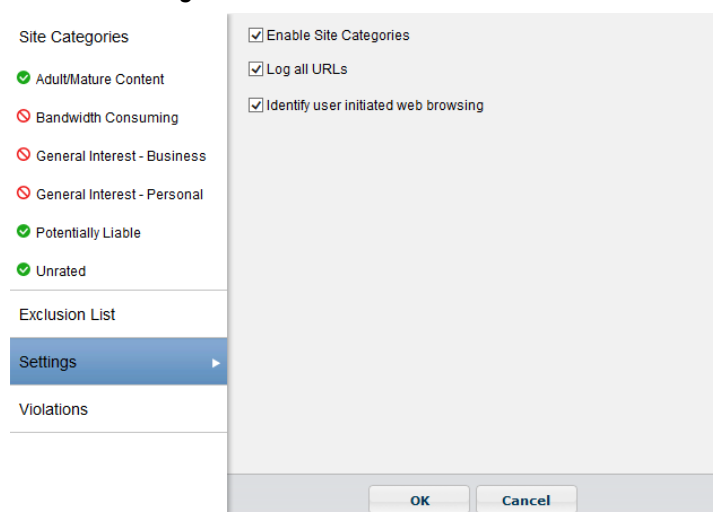 Site Categories
Adult/Mature Content
Bandwidth Consuming
General Interest - Business
General Interest - Personal
Potentially Liable
Unrated
Exclusion List
Settings
Violations
Enable Site Categories
Log all URLs
Identify user initiated web browsing
OK
Cancel